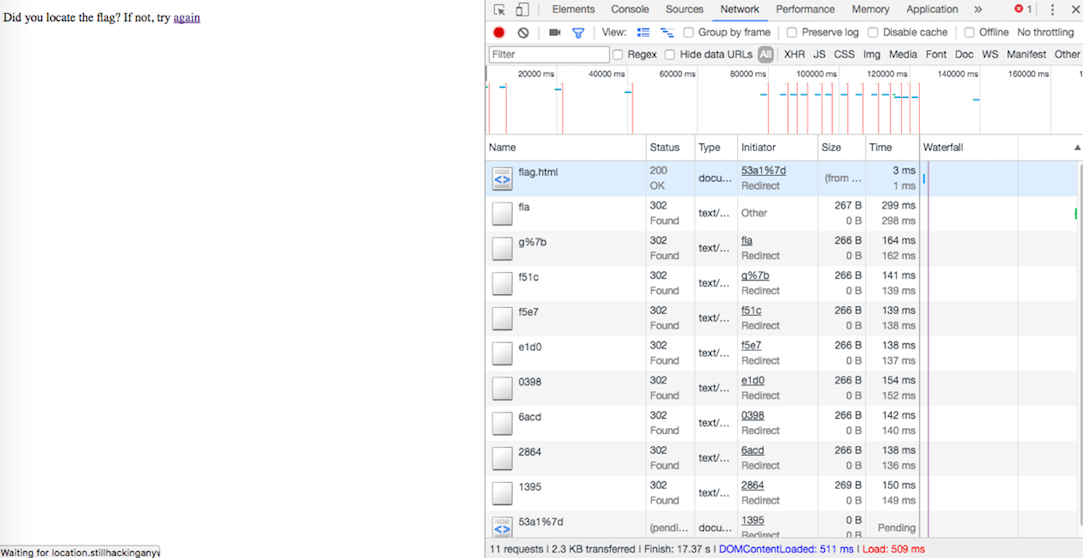 Did you locate the flag? If not, try again
Elements Console Sources Network Performance Memory Application » 1
View: Group by frame Preserve log Disable cache Offline No throttling
Filter Regex Hide data URLs All XHR JS CSS Img Media Font Doc WS Manifest Other
20000 ms 40000 ms 60000 ms 80000 ms 100000 ms 120000 ms 140000 ms 160000 ms 1
Name Status Type Initiator Size Time Waterfall
flag.html 200 OK docu... 53a1%7d Redirect (from ... 3 ms 1 ms
fla 302 Found text/... Other 267 B 0 B 299 ms 298 ms
g%7b 302 Found text/... fla Redirect 266 B 0 B 164 ms 162 ms
f51c 302 Found text/... g%7b Redirect 266 B 0 B 141 ms 139 ms
f5e7 302 Found text/... f51c Redirect 266 B 0 B 139 ms 138 ms
e1d0 302 Found text/... f5e7 Redirect 266 B 0 B 138 ms 137 ms
0398 302 Found text/... e1d0 Redirect 266 B 0 B 154 ms 152 ms
6acd 302 Found text/... 0398 Redirect 266 B 0 B 142 ms 140 ms
2864 302 Found text/... 6acd Redirect 266 B 0 B 138 ms 136 ms
1395 302 Found text/... 2864 Redirect 269 B 0 B 150 ms 149 ms
53a1%7d (pendi... docu... 1395 Redirect 0 B 0 B Pending
Waiting for location.stillhackinganyw
11 requests | 2.3 KB transferred | Finish: 17.37 s | DOMContentLoaded: 511 ms | Load: 509 ms